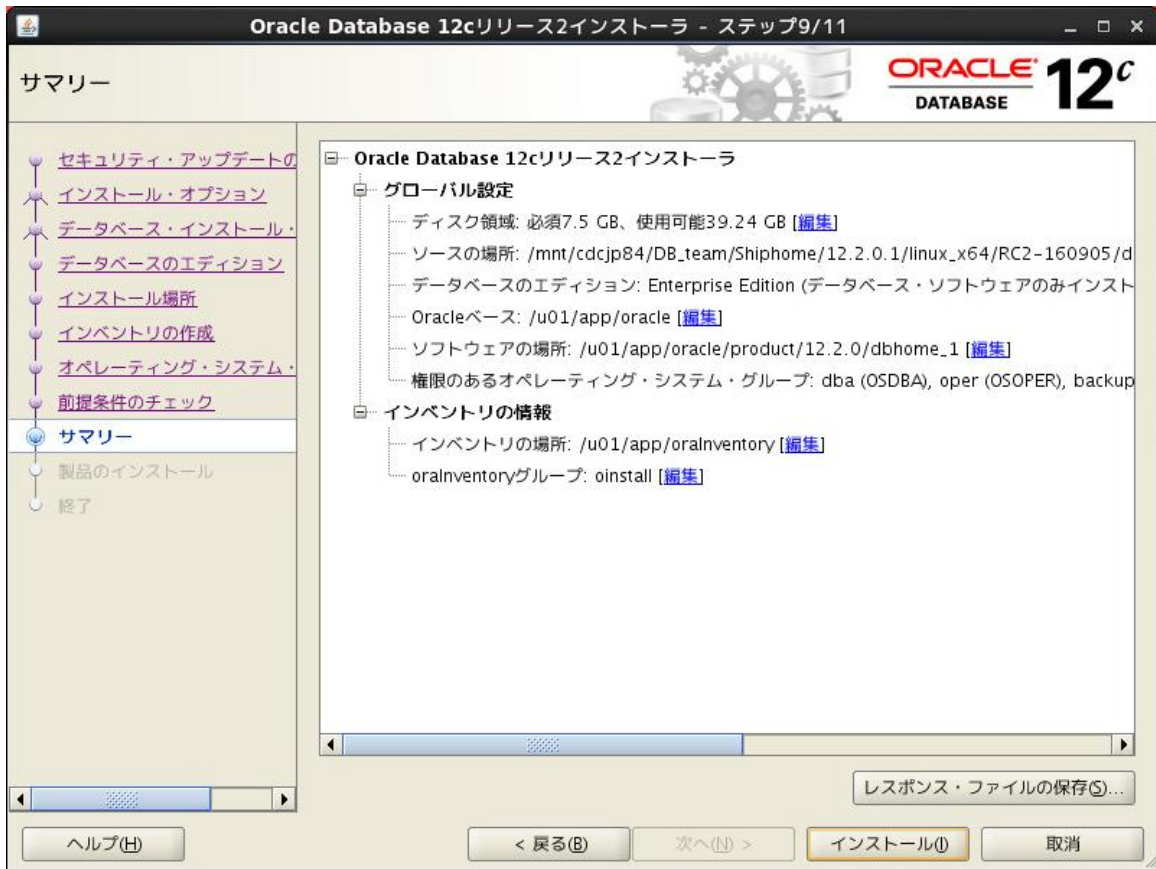 Oracle Database 12cリリース2インストーラ - ステップ9/11
サマリー
ORACLE
DATABASE
12c
セキュリティ・アップデートの
インストール・オプション
データベース・インストール・
データベースのエディション
インストール場所
インベントリの作成
オペレーティング・システム・
前提条件のチェック
サマリー
製品のインストール
終了
Oracle Database 12cリリース2インストーラ
グローバル設定
ディスク領域: 必須7.5 GB、使用可能39.24 GB [編集]
ソースの場所: /mnt/cdcjp84/DB_team/Shiphome/12.2.0.1/linux_x64/RC2-160905/d
データベースのエディション: Enterprise Edition (データベース・ソフトウェアのみインスト
Oracleベース: /u01/app/oracle [編集]
ソフトウェアの場所: /u01/app/oracle/product/12.2.0/dbhome_1 [編集]
権限のあるオペレーティング・システム・グループ: dba (OSDBA), oper (OSOPER), backup
インベントリの情報
インベントリの場所: /u01/app/oraInventory [編集]
oraInventoryグループ: oinstall [編集]
レスポンス・ファイルの保存(S)...
ヘルプ(H)
< 戻る(B)
次へ(N) >
インストール(I)
取消